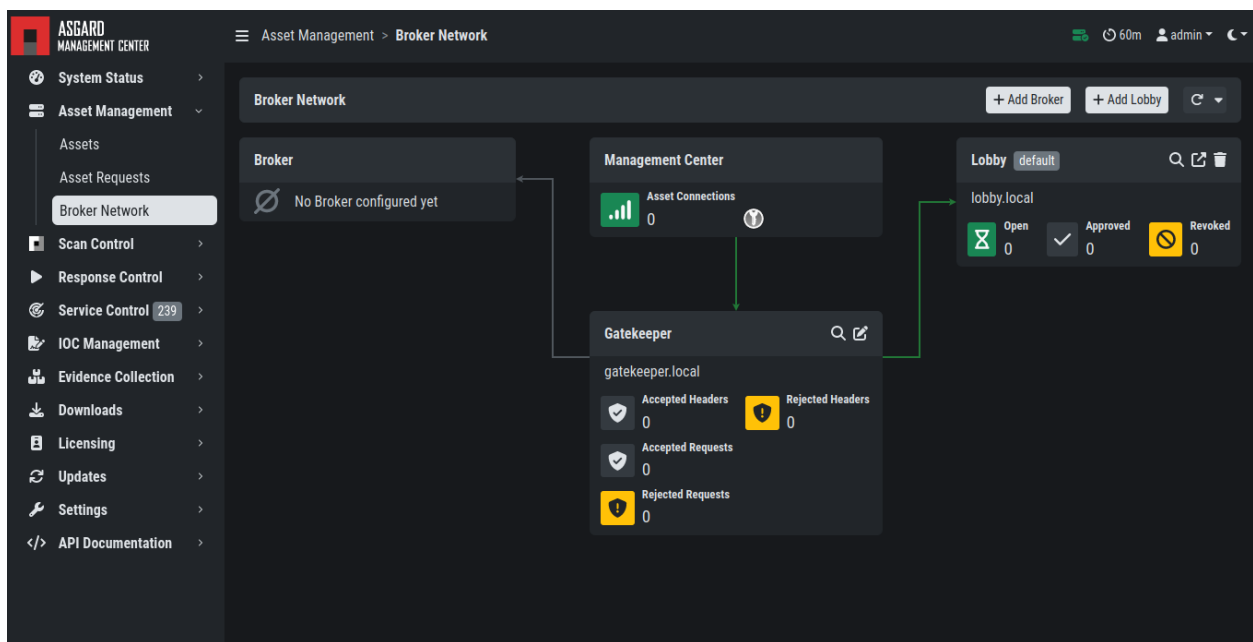 ASGARD
MANAGEMENT CENTER
Asset Management > Broker Network
60m
admin
System Status
Asset Management
Assets
Asset Requests
Broker Network
Scan Control
Response Control
Service Control 239
IOC Management
Evidence Collection
Downloads
Licensing
Updates
Settings
</> API Documentation
Broker Network
+ Add Broker
+ Add Lobby
Broker
No Broker configured yet
Management Center
Asset Connections
0
Lobby default
lobby.local
Open
0
Approved
0
Revoked
0
Gatekeeper
gatekeeper.local
Accepted Headers
0
Rejected Headers
0
Accepted Requests
0
Rejected Requests
0